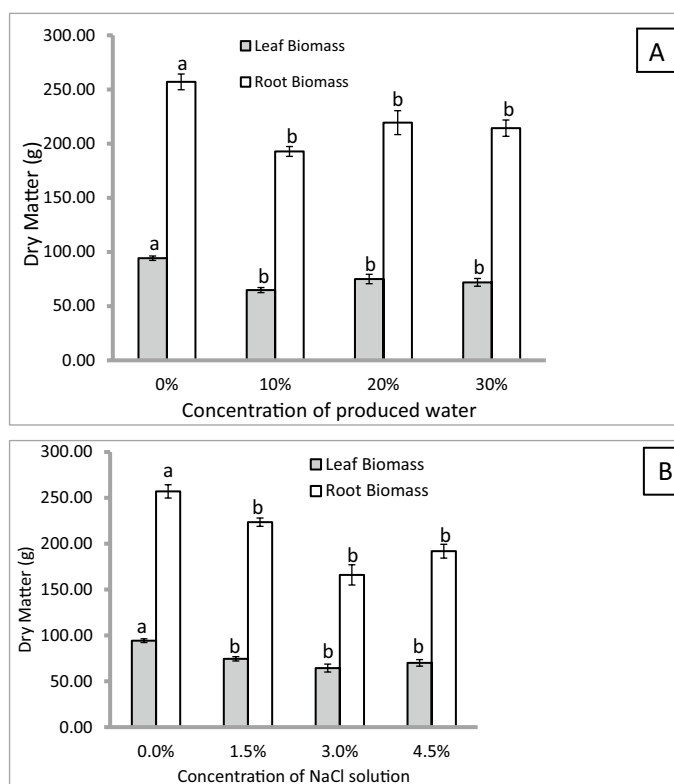 A
Leaf Biomass
Root Biomass
300.00
250.00
200.00
150.00
100.00
50.00
0.00
Dry Matter (g)
a a
b b
b b
b b
0% 10% 20% 30%
Concentration of produced water
B
Leaf Biomass
Root Biomass
300.00
250.00
200.00
150.00
100.00
50.00
0.00
Dry Matter (g)
a a
b b
b b
b b
0.0% 1.5% 3.0% 4.5%
Concentration of NaCl solution